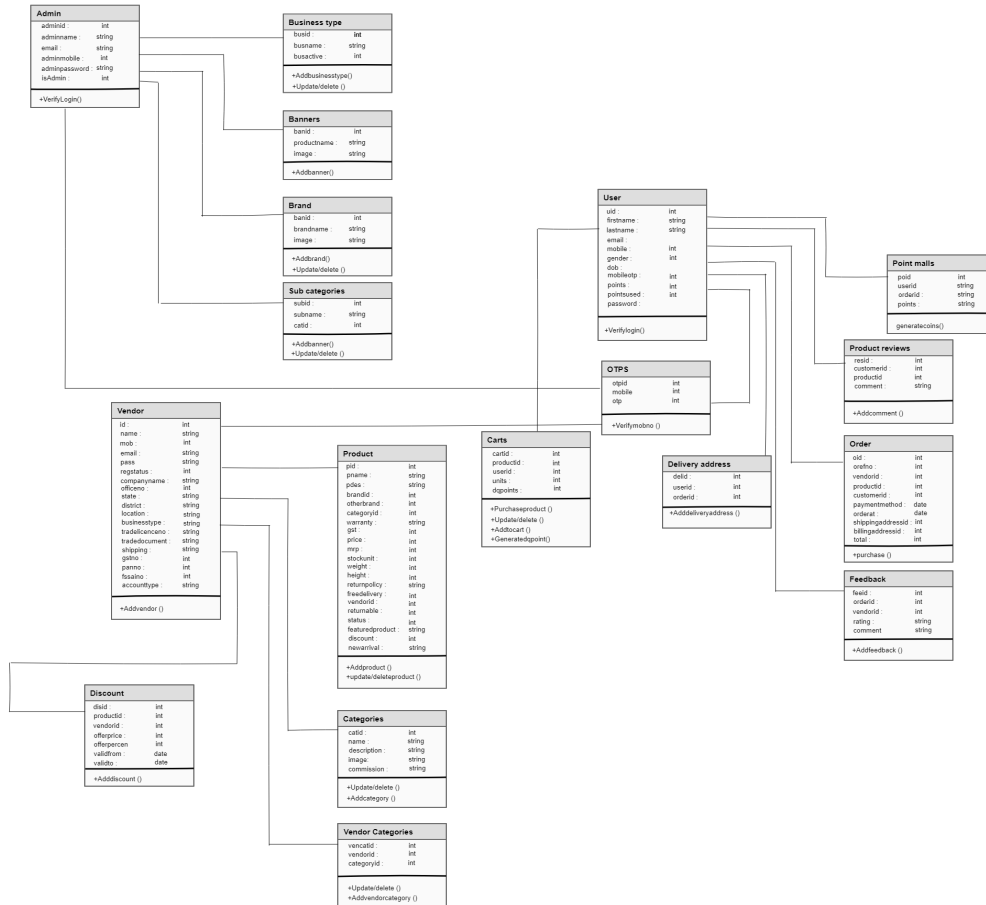 Admin
adminid : int
adminname : string
email : string
adminmobile : int
adminpassword : string
isAdmin : int
+VerifyLogin()
Business type
busid : int
busname : string
busactive : int
+Addbusinesstype()
+Update/delete ()
Banners
banid : int
productname : string
image : string
+Addbanner()
Brand
banid : int
brandname : string
image : string
+Addbrand()
+Update/delete ()
Sub categories
subid : int
subname : string
catid : int
+Addbanner()
+Update/delete ()
User
uid : int
firstname : string
lastname : string
email :
mobile : int
gender : int
dob :
mobileotp : int
points : int
pointsused : int
password :
+Verifylogin()
Point malls
poid int
userid string
orderid : string
points : string
generatecoins()
Product reviews
resid : int
customerid : int
productid int
comment : string
+Addcomment ()
OTPS
otpid int
mobile int
otp int
+Verifymobno ()
Vendor
id : int
name : string
mob : int
email : string
pass string
regstatus : int
companyname : string
officeno : int
state : string
district : string
location : string
businesstype : string
tradelicenceno : string
tradedocument : string
shipping : string
gstno : int
panno : int
fssaino : int
accounttype : string
+Addvendor ()
Product
pid : int
pname : string
pdes : string
brandid : int
otherbrand : int
categoryid : int
warranty : string
gst : int
price : int
mrp : int
stockunit : int
weight : int
height : int
returnpolicy : string
freedelivery : int
vendorid : int
returnable : int
status : int
featuredproduct : string
discount : int
newarrival : string
+Addproduct ()
+update/deleteproduct ()
Carts
cartid : int
productid : int
userid : int
units : int
dqpoints : int
+Purchaseproduct ()
+Update/delete ()
+Addtocart ()
+Generatedqpoint()
Delivery address
delid : int
userid : int
orderid : int
+Adddeliveryaddress ()
Order
oid : int
orefno : int
vendorid : int
productid : int
customerid : int
paymentmethod : date
orderat : date
shippingaddressid : int
billingaddressid : int
total : int
+purchase ()
Feedback
feeid : int
orderid : int
vendorid : int
rating : string
comment string
+Addfeedback ()
Discount
disid : int
productid : int
vendorid : int
offerprice : int
offerpercen int
validfrom : date
validto : date
+Adddiscount ()
Categories
catid : int
name : string
description : string
image: string
commission : string
+Update/delete ()
+Addcategory ()
Vendor Categories
vencatid : int
vendorid : int
categoryid : int
+Update/delete ()
+Addvendorcategory ()